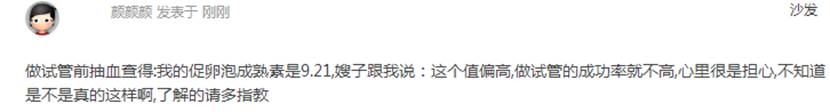 颜颜颜 发表于 刚刚
沙发
做试管前抽血查得:我的促卵泡成熟素是9.21,嫂子跟我说：这个值偏高,做试管的成功率就不高,心里很是担心,不知道
是不是真的这样啊,了解的请多指教